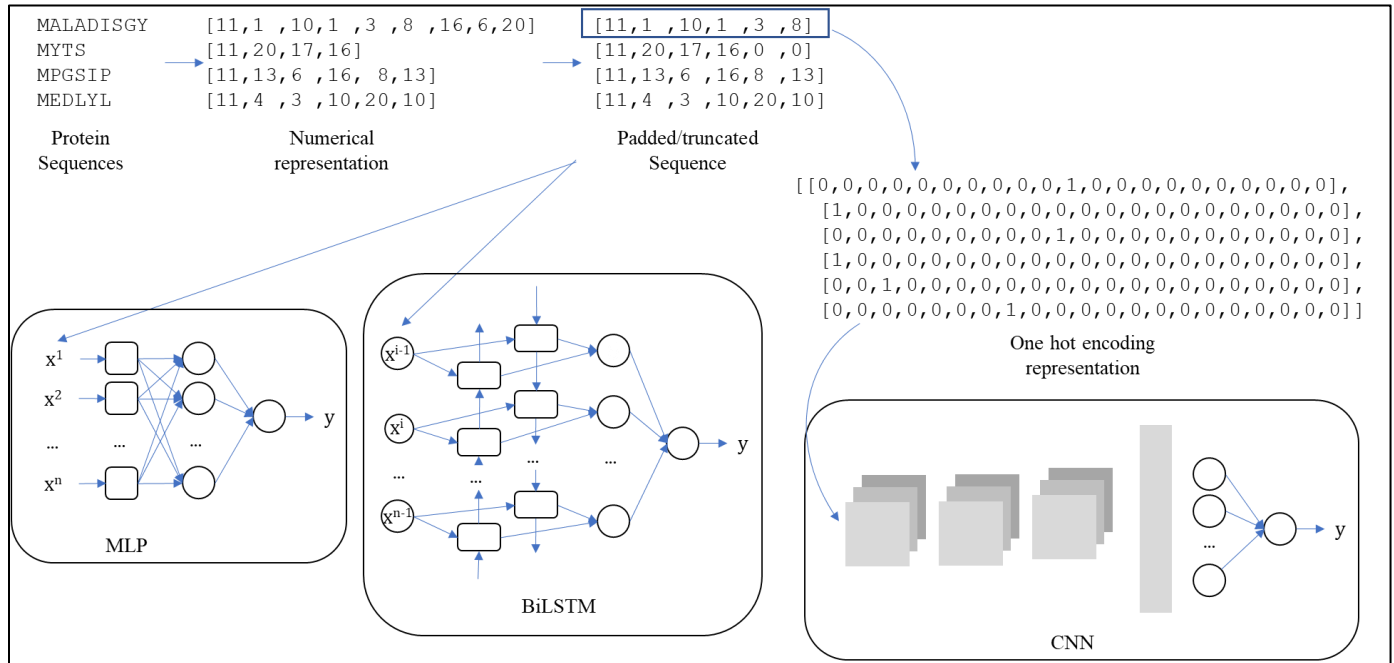 MALADISGY [11,1 ,10,1 ,3 ,8 ,16,6,20] [11,1 ,10,1 ,3 ,8]
MYTS [11,20,17,16] [11,20,17,16,0 ,0]
MPGSIP [11,13,6 ,16, 8,13] [11,13,6 ,16,8 ,13]
MEDLYL [11,4 ,3 ,10,20,10] [11,4 ,3 ,10,20,10]
Protein
Sequences
Numerical
representation
Padded/truncated
Sequence
[[0,0,0,0,0,0,0,0,0,0,1,0,0,0,0,0,0,0,0,0,0],
[1,0,0,0,0,0,0,0,0,0,0,0,0,0,0,0,0,0,0,0,0],
[0,0,0,0,0,0,0,0,0,1,0,0,0,0,0,0,0,0,0,0,0],
[1,0,0,0,0,0,0,0,0,0,0,0,0,0,0,0,0,0,0,0,0],
[0,0,1,0,0,0,0,0,0,0,0,0,0,0,0,0,0,0,0,0,0],
[0,0,0,0,0,0,0,1,0,0,0,0,0,0,0,0,0,0,0,0,0]]
One hot encoding
representation
x1
x2
... ... ...
xn
y
MLP
xi-1
xi
... ... ... ...
xn-1
y
BiLSTM
...
y
CNN